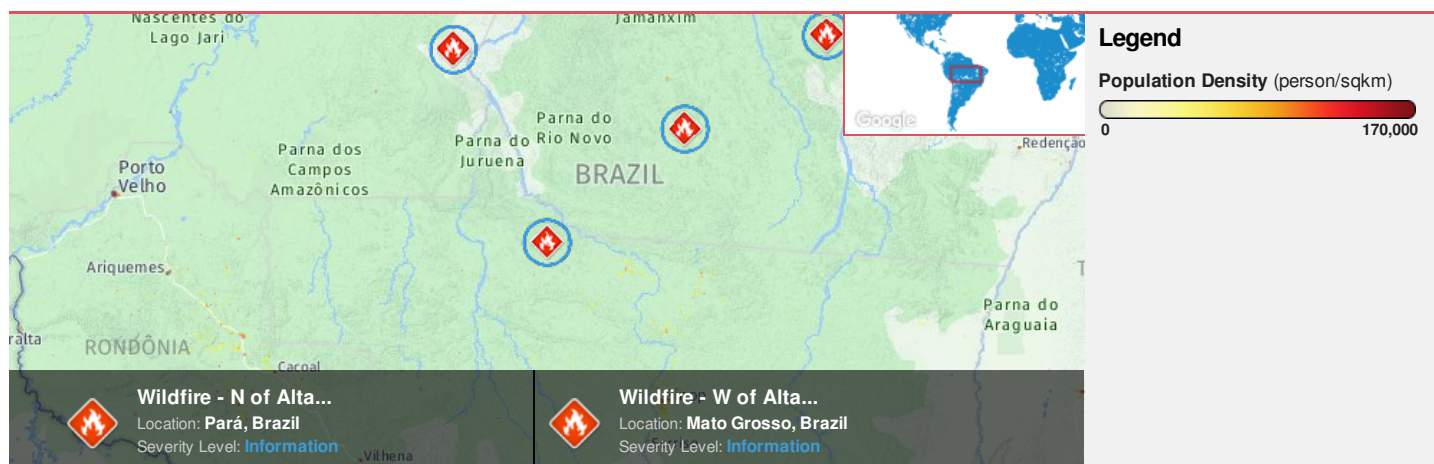 Nascentes do
Lago Jari
Jamanxim
Google
Parna do
Rio Novo
Parna do
Juruena
Redenção
Parna dos
Campos
Amazônicos
Porto
Velho
BRAZIL
Ariquemes
Parna do
Araguaia
RONDÔNIA
Cacoal
Vilhena
Wildfire - N of Alta...
Location: Pará, Brazil
Severity Level: Information
Wildfire - W of Alta...
Location: Mato Grosso, Brazil
Severity Level: Information
Legend
Population Density (person/sqkm)
0
170,000